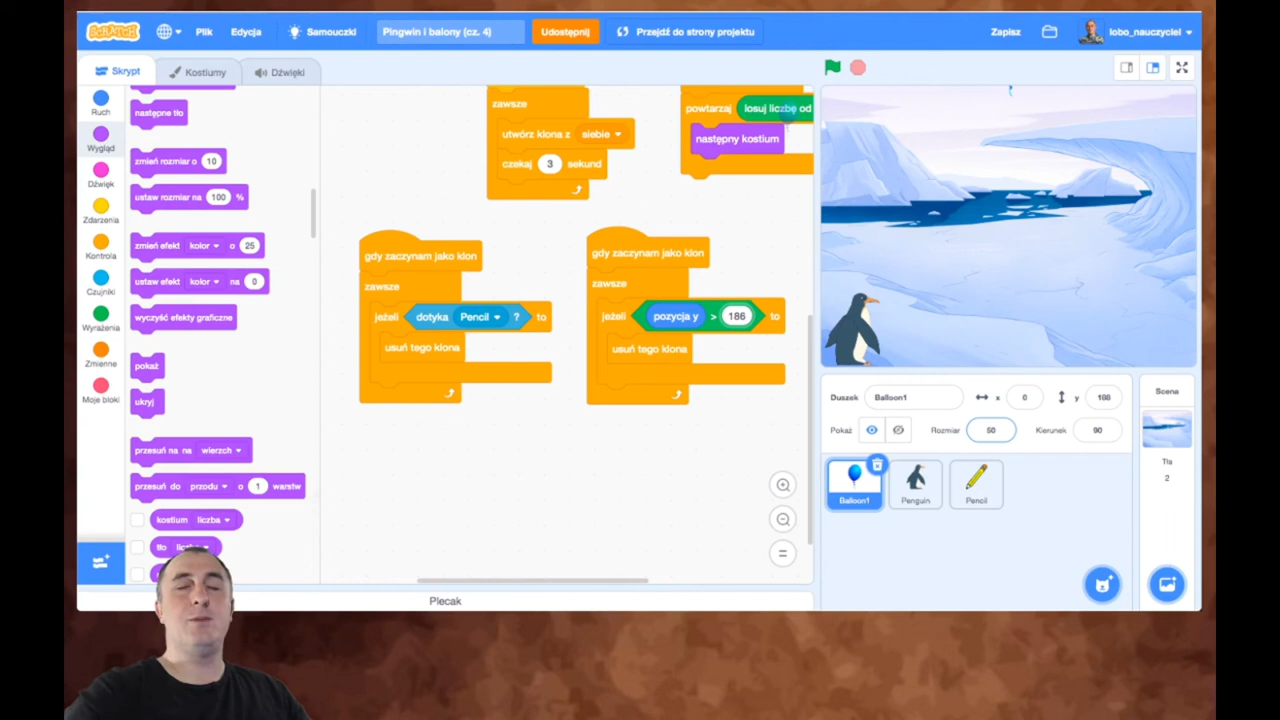 SCRATCH
Plik
Edycja
Samouczki
Pingwin i balony (cz. 4)
Udostępnij
Przejdź do strony projektu
Zapisz
lobo_nauczyciel
Skrypt
Kostiumy
Dźwięki
Ruch
Wygląd
Dźwięk
Zdarzenia
Kontrola
Czujniki
Wyrażenia
Zmienne
Moje bloki
następne tło
zmień rozmiar o 10
ustaw rozmiar na 100 %
zmień efekt kolor o 25
ustaw efekt kolor na 0
wyczyść efekty graficzne
pokaż
ukryj
przesuń na na wierzch
przesuń do przodu o 1 warstw
kostium liczba
tło
zawsze
utwórz klona z siebie
czekaj 3 sekund
powtarzaj losuj liczbę od
następny kostium
gdy zaczynam jako klon
zawsze
jeżeli dotyka Pencil ? to
usuń tego klona
gdy zaczynam jako klon
zawsze
jeżeli pozycja y > 186 to
usuń tego klona
Plecak
Duszek Balloon1 x 0 y 188
Pokaż Rozmiar 50 Kierunek 90
Balloon1
Penguin
Pencil
Scena
Tła
2